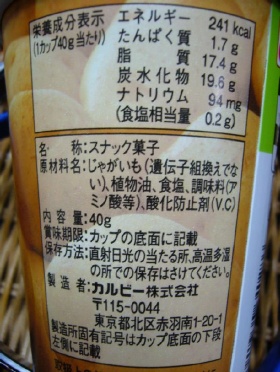 栄養成分表示
(1カップ40g当たり)
エネルギー 241 kcal
たんぱく質 1.7 g
脂質 17.4 g
炭水化物 19.6 g
ナトリウム 94 mg
(食塩相当量 0.2 g)
名称:スナック菓子
原材料名:じゃがいも(遺伝子組換えでな
い)、植物油、食塩、調味料(ア
ミノ酸等)、酸化防止剤(V.C)
内容量:40g
賞味期限:カップの底面に記載
保存方法:直射日光の当たる所、高温多湿
の所での保存はさけてください。
製造者:カルビー株式会社
〒115-0044
東京都北区赤羽南1-20-1
製造所固有記号はカップ底面の下段
左側に記載